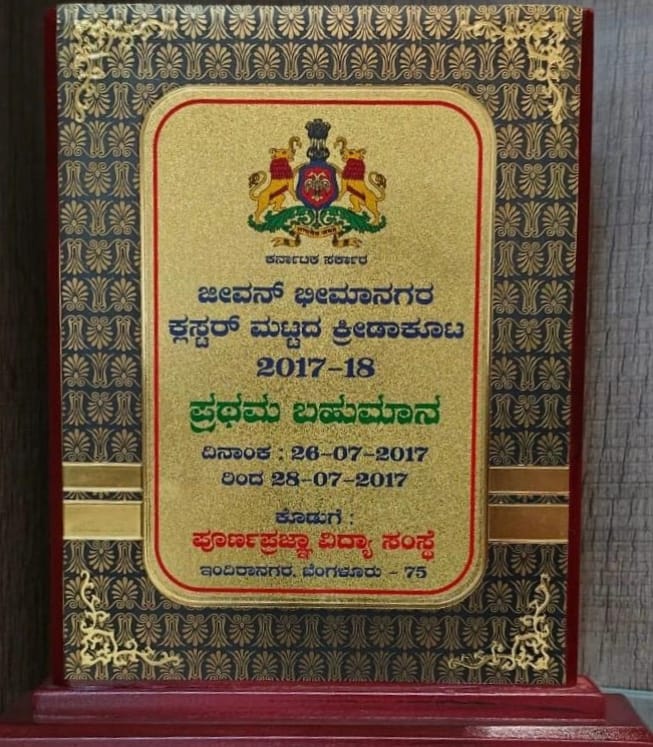 ಕರ್ನಾಟಕ ಸರ್ಕಾರ
ಜೀವನ್ ಭೀಮಾನಗರ
ಕ್ಲಸ್ಟರ್ ಮಟ್ಟದ ಕ್ರೀಡಾಕೂಟ
2017-18
ಪ್ರಥಮ ಬಹುಮಾನ
ದಿನಾಂಕ : 26-07-2017
ರಿಂದ 28-07-2017
ಕೊಡುಗೆ :
ಪೂರ್ಣಪ್ರಜ್ಞಾ ವಿದ್ಯಾ ಸಂಸ್ಥೆ
ಇಂದಿರಾನಗರ, ಬೆಂಗಳೂರು - 75